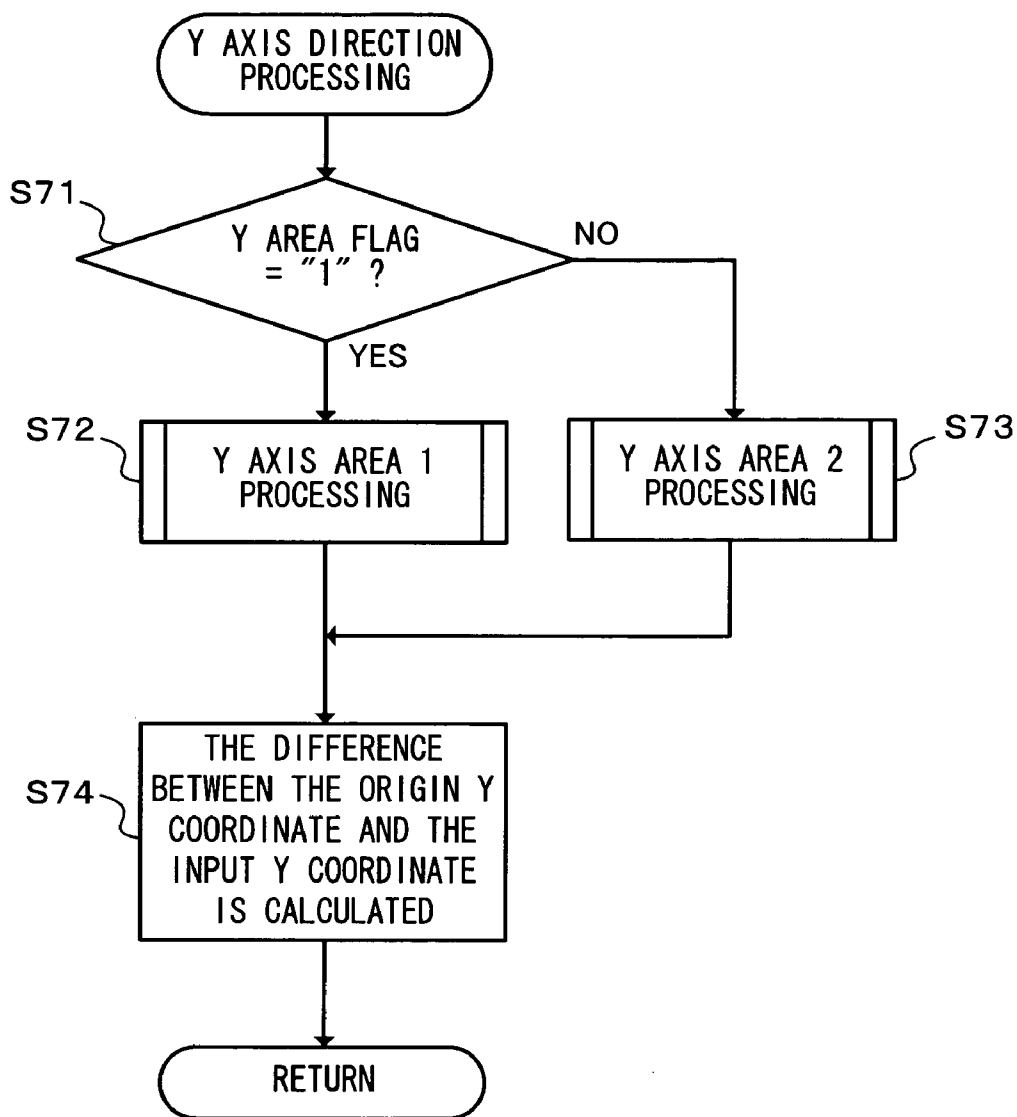 Y AXIS DIRECTION
PROCESSING
S71
Y AREA FLAG
= "1" ?
NO
YES
S72
Y AXIS AREA 1
PROCESSING
S73
Y AXIS AREA 2
PROCESSING
S74
THE DIFFERENCE
BETWEEN THE ORIGIN Y
COORDINATE AND THE
INPUT Y COORDINATE
IS CALCULATED
RETURN